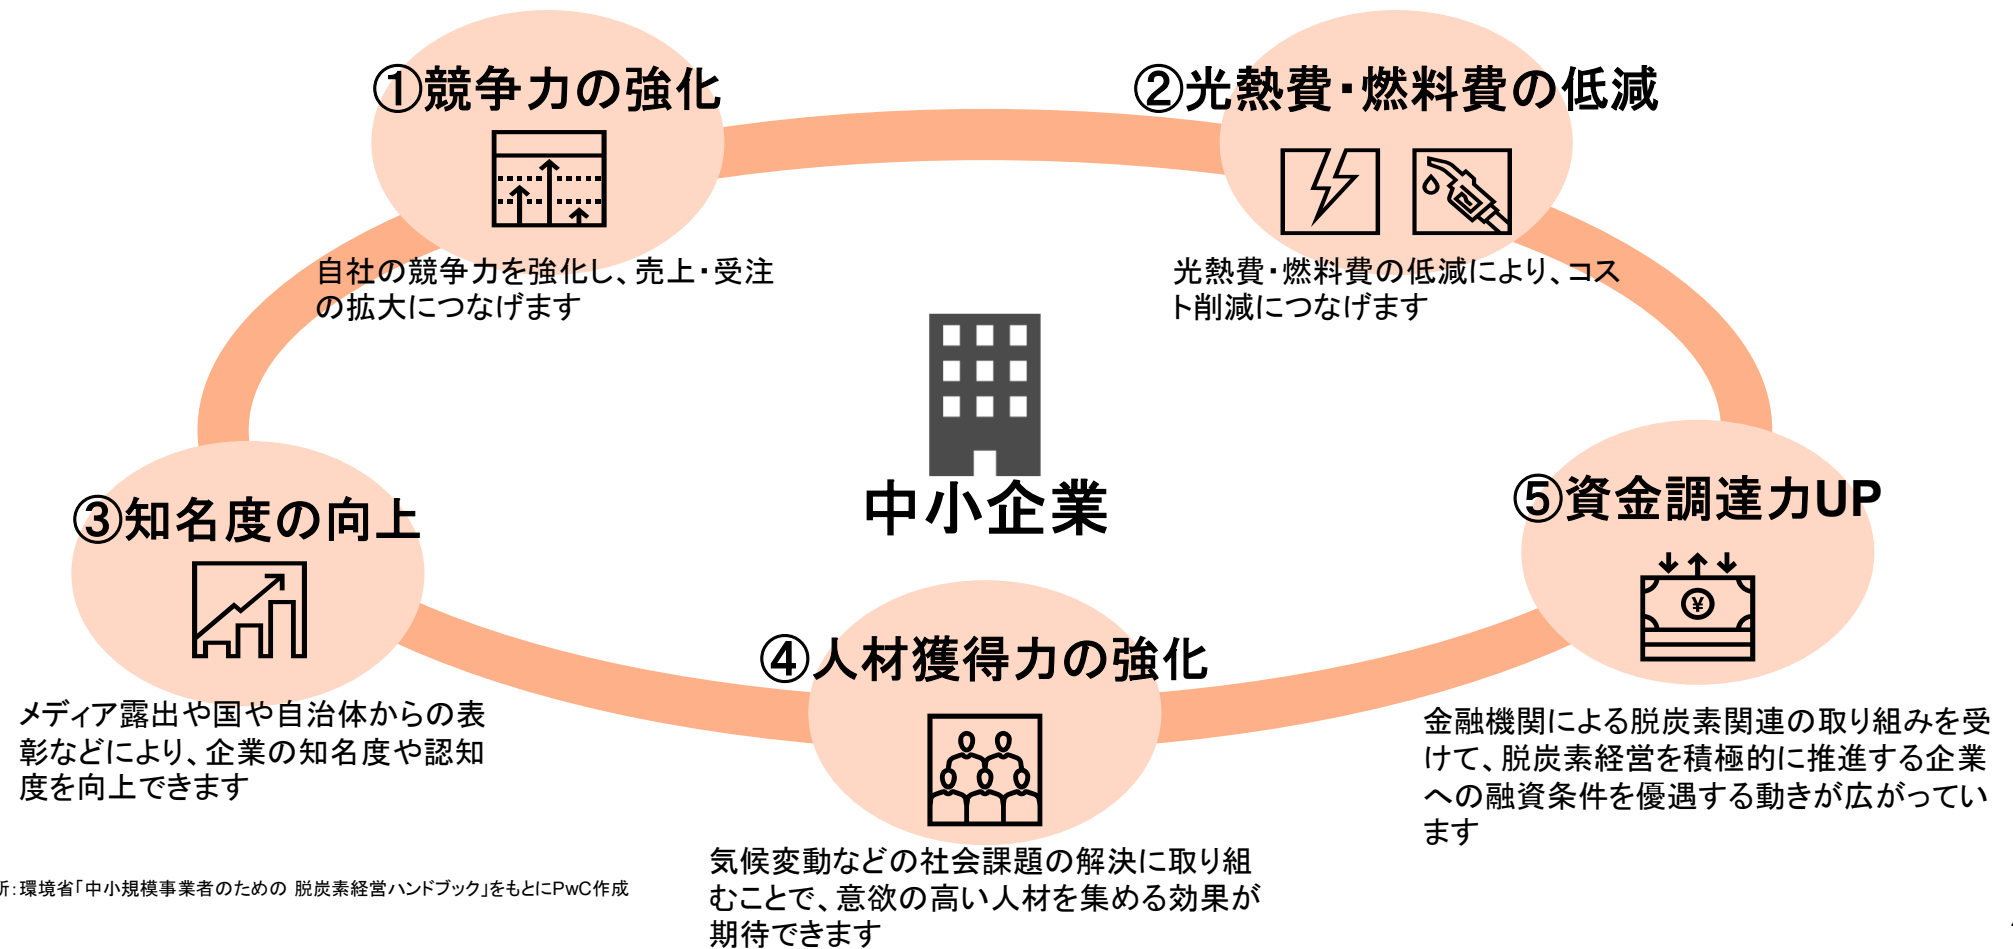 ①競争力の強化
自社の競争力を強化し、売上・受注
の拡大につなげます
②光熱費・燃料費の低減
光熱費・燃料費の低減により、コス
ト削減につなげます
中小企業
③知名度の向上
メディア露出や国や自治体からの表
彰などにより、企業の知名度や認知
度を向上できます
④人材獲得力の強化
気候変動などの社会課題の解決に取り組
むことで、意欲の高い人材を集める効果が
期待できます
⑤資金調達力UP
¥
金融機関による脱炭素関連の取り組みを受
けて、脱炭素経営を積極的に推進する企業
への融資条件を優遇する動きが広がってい
ます
所：環境省「中小規模事業者のための 脱炭素経営ハンドブック」をもとにPwC作成